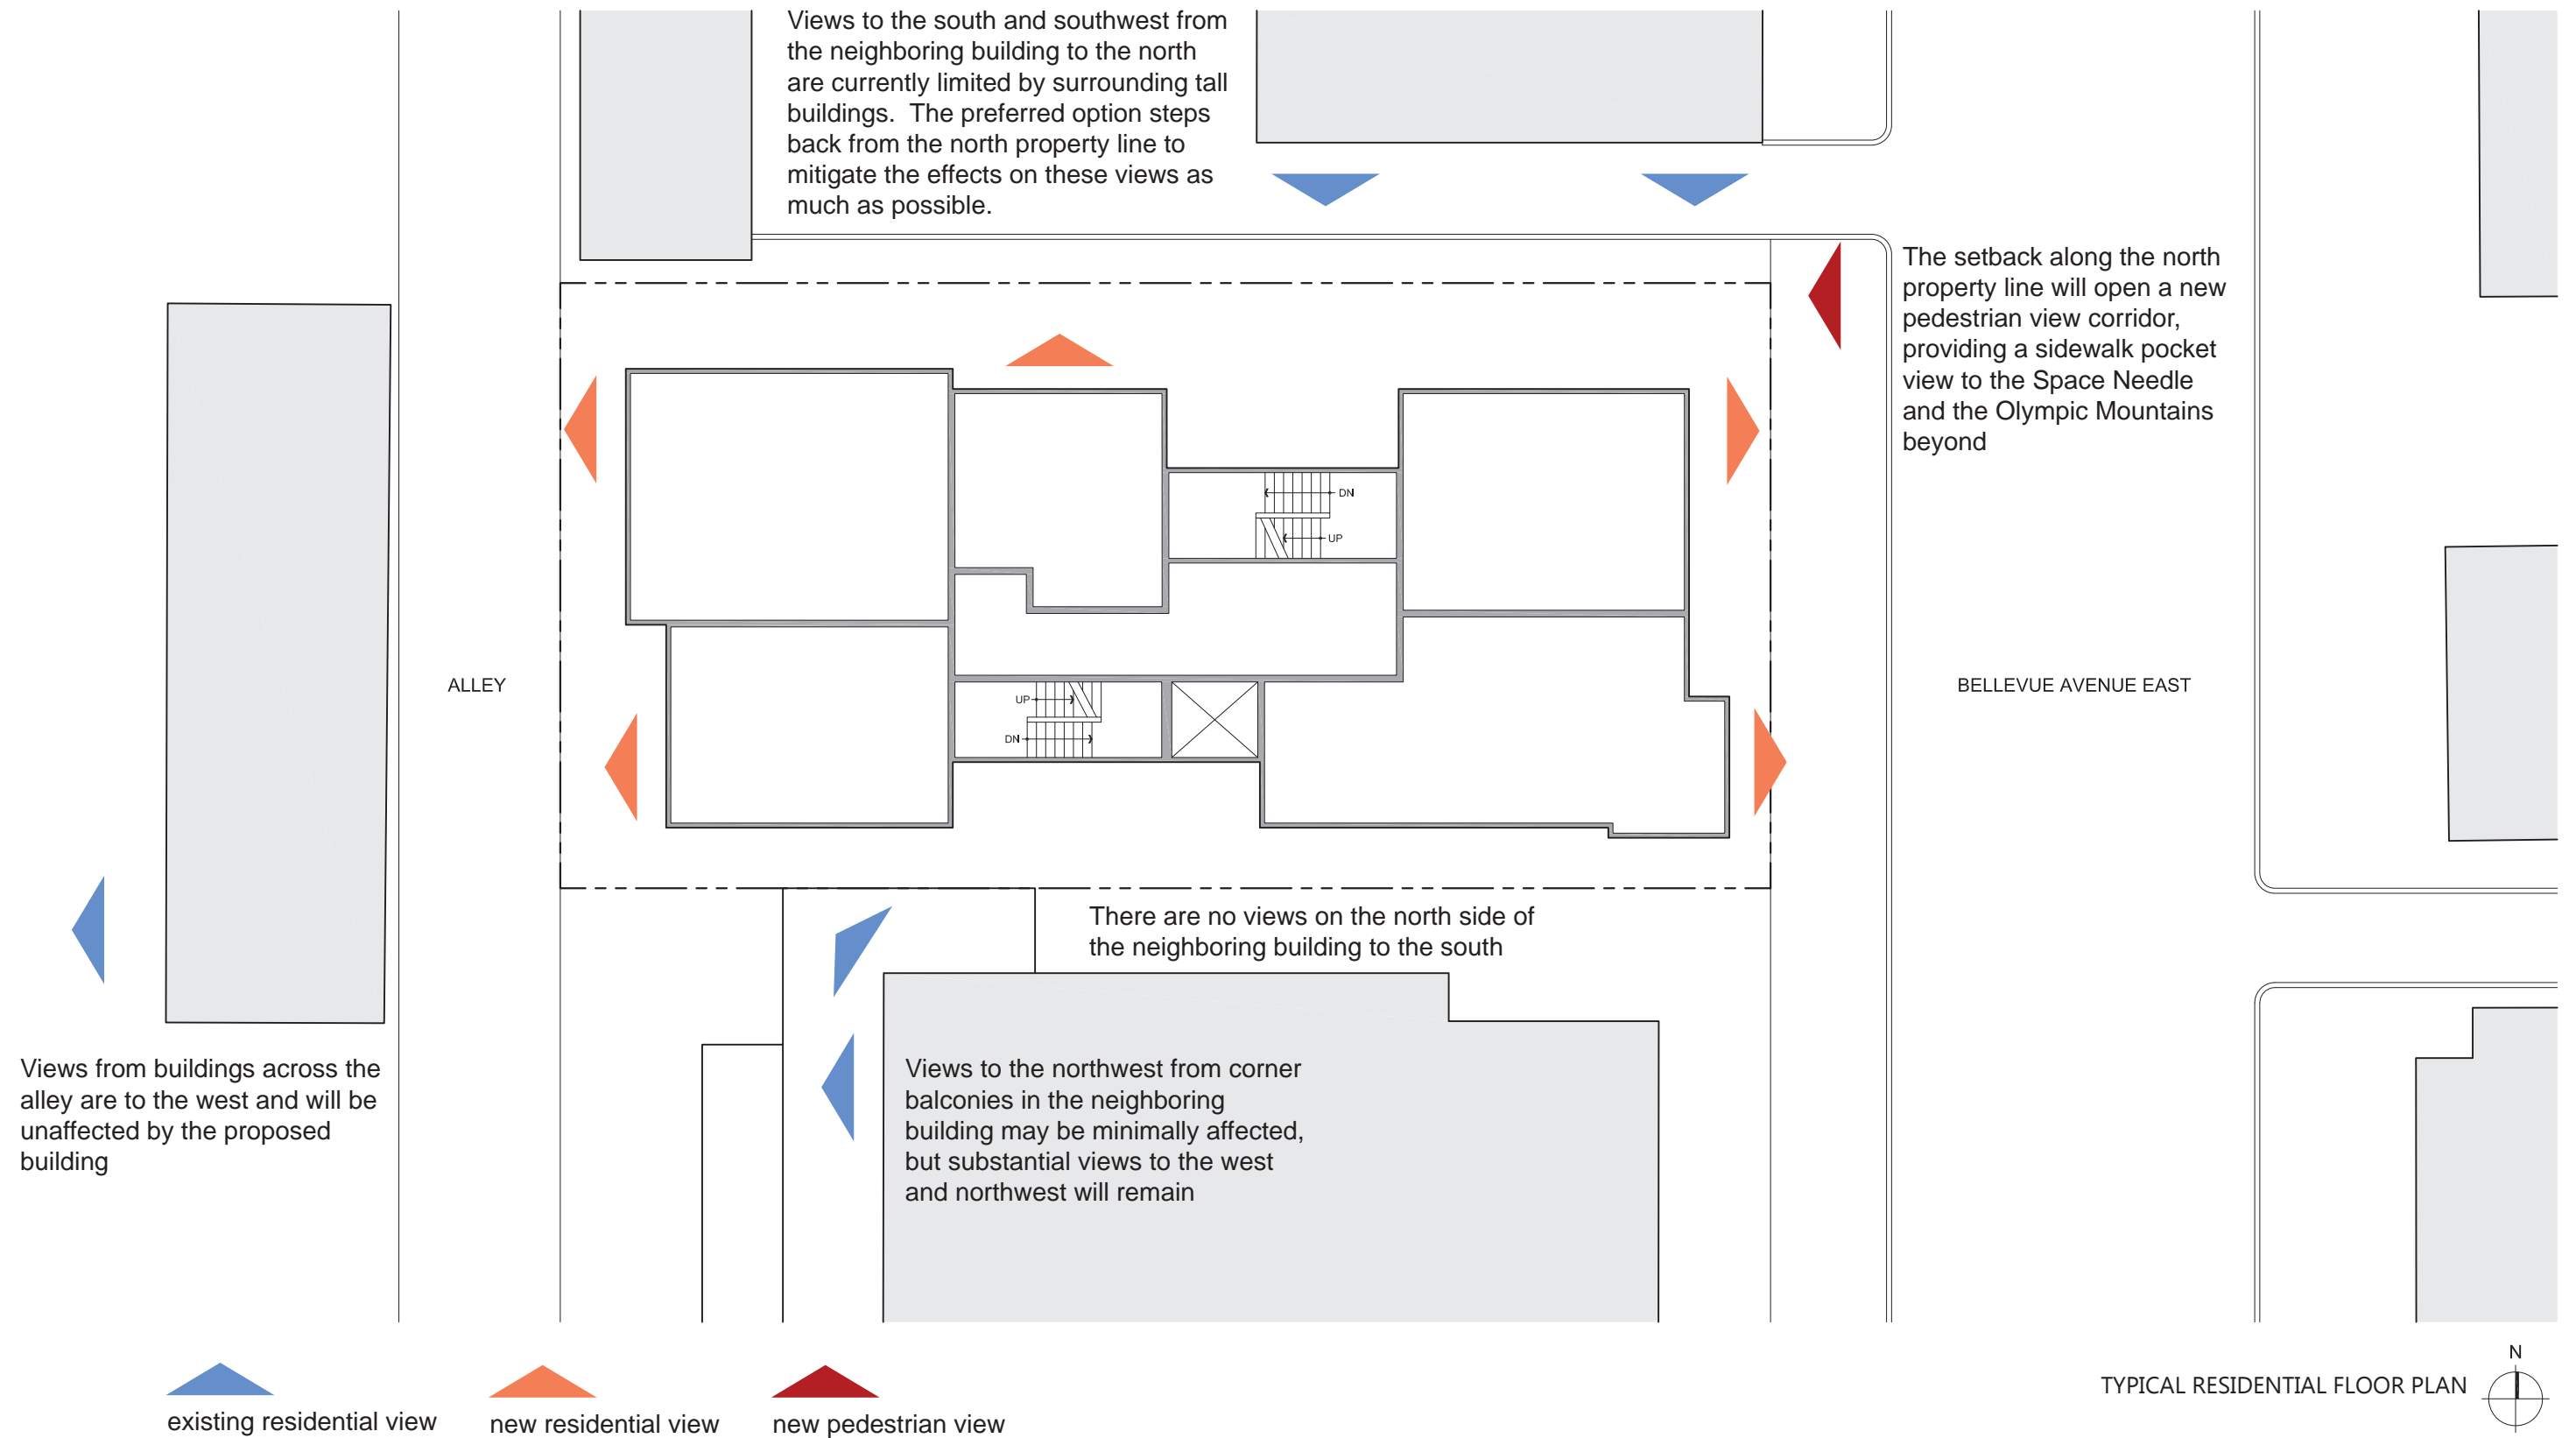 Views to the south and southwest from
the neighboring building to the north
are currently limited by surrounding tall
buildings.  The preferred option steps
back from the north property line to
mitigate the effects on these views as
much as possible.
The setback along the north
property line will open a new
pedestrian view corridor,
providing a sidewalk pocket
view to the Space Needle
and the Olympic Mountains
beyond
DN
UP
ALLEY
BELLEVUE AVENUE EAST
UP
DN
There are no views on the north side of
the neighboring building to the south
Views from buildings across the
alley are to the west and will be
unaffected by the proposed
building
Views to the northwest from corner
balconies in the neighboring
building may be minimally affected,
but substantial views to the west
and northwest will remain
existing residential view
new residential view
new pedestrian view
TYPICAL RESIDENTIAL FLOOR PLAN
N